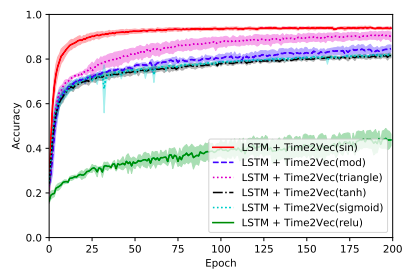 1.0
0.8
0.6
0.4
0.2
0.0
Accuracy
LSTM + Time2Vec(sin)
LSTM + Time2Vec(mod)
LSTM + Time2Vec(triangle)
LSTM + Time2Vec(tanh)
LSTM + Time2Vec(sigmoid)
LSTM + Time2Vec(relu)
0 25 50 75 100 125 150 175 200
Epoch